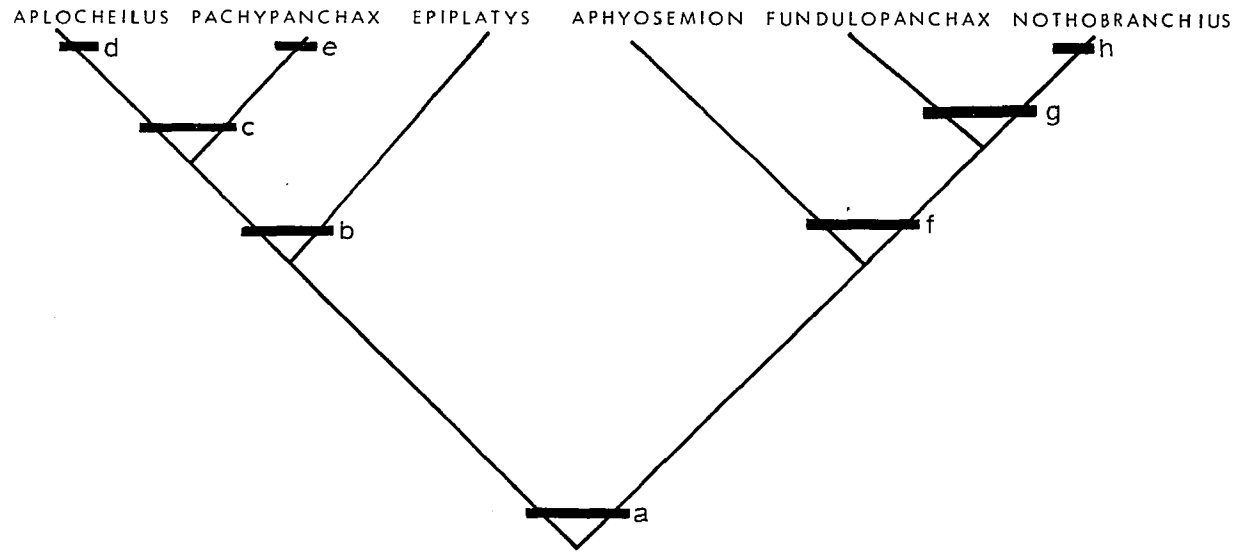 APLOCHEILUS PACHYPANCHAX EPIPLATYS APHYOSEMION FUNDULOPANCHAX NOTHOBRANCHIUS
d e h
g
c
f
b
a